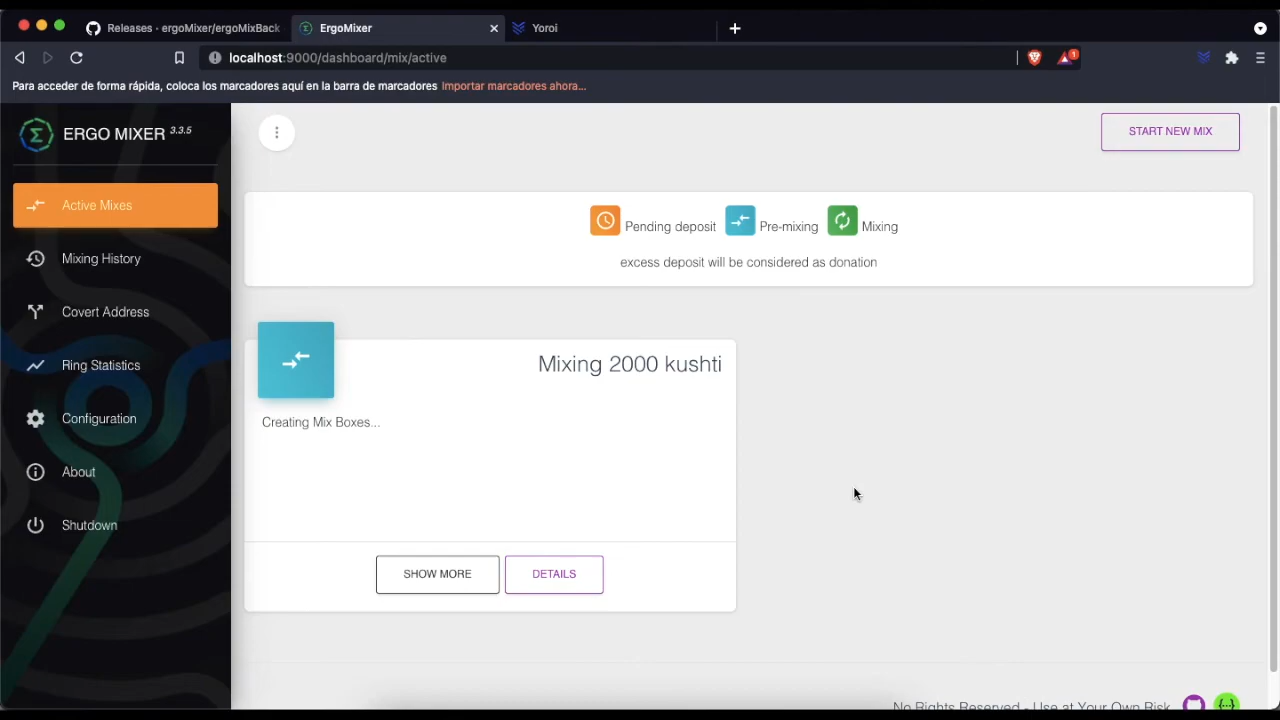 Releases - ergoMixer/ergoMixBack
ErgoMixer
Yoroi
localhost:9000/dashboard/mix/active
1
Para acceder de forma rápida, coloca los marcadores aquí en la barra de marcadores Importar marcadores ahora...
ERGO MIXER 3.3.5
START NEW MIX
Active Mixes
Mixing History
Covert Address
Ring Statistics
Configuration
About
Shutdown
Pending deposit Pre-mixing Mixing
excess deposit will be considered as donation
Mixing 2000 kushti
Creating Mix Boxes...
SHOW MORE DETAILS
No Rights Reserved - Use at Your Own Risk